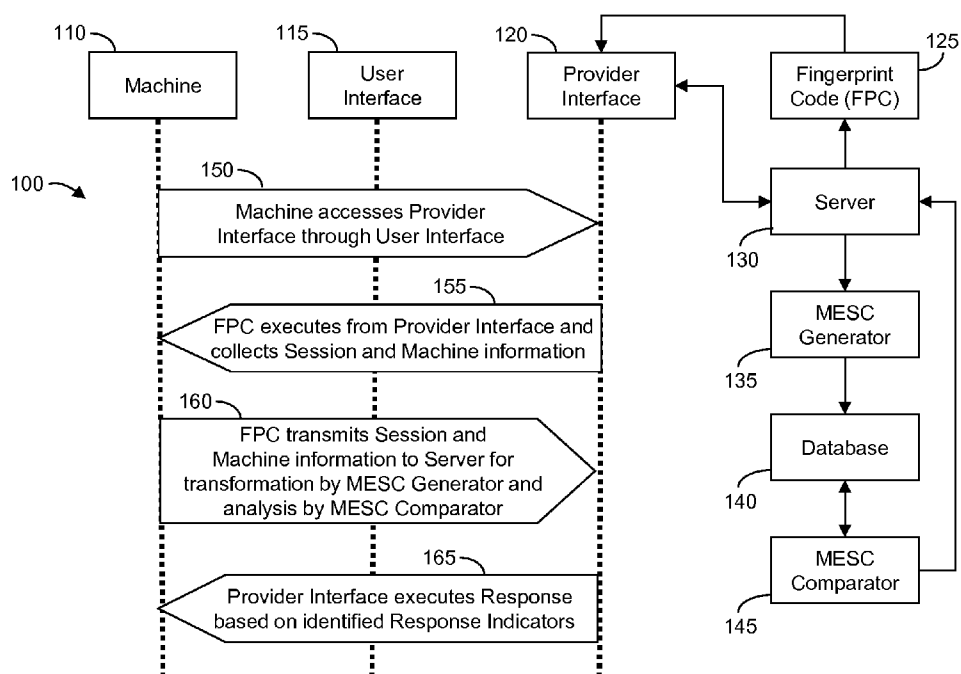 110
115
120
125
Machine
User
Interface
Provider
Interface
Fingerprint
Code (FPC)
100
150
Machine accesses Provider
Interface through User Interface
Server
130
155
FPC executes from Provider Interface and
collects Session and Machine information
MESC
Generator
135
160
FPC transmits Session and
Machine information to Server for
transformation by MESC Generator and
analysis by MESC Comparator
Database
140
165
Provider Interface executes Response
based on identified Response Indicators
MESC
Comparator
145